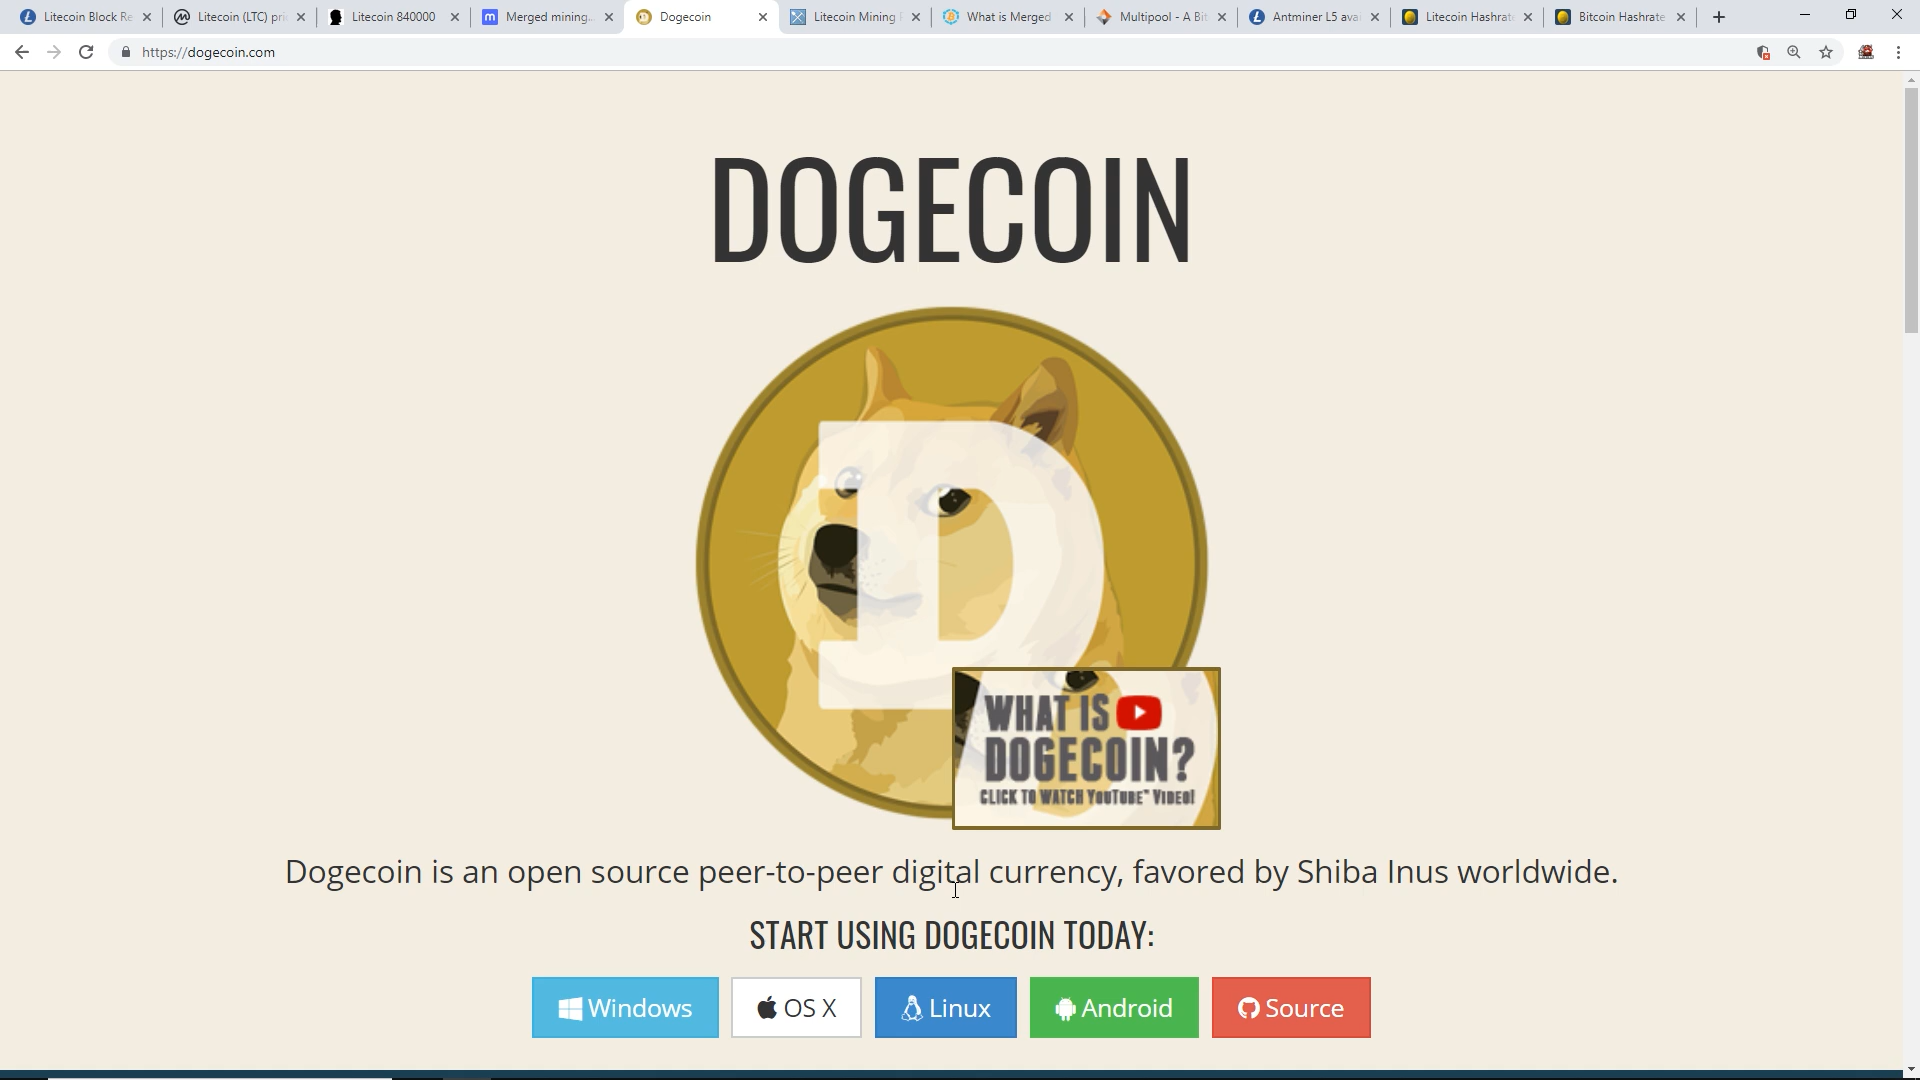 Litecoin Block Re
Litecoin (LTC) pri
Litecoin 840000
Merged mining...
Dogecoin
Litecoin Mining
What is Merged
Multipool - A Bit
Antminer L5 avai
Litecoin Hashrat
Bitcoin Hashrate
https://dogecoin.com
DOGECOIN
D
WHAT IS
DOGECOIN?
CLICK TO WATCH YouTube™ VIDEO!
Dogecoin is an open source peer-to-peer digital currency, favored by Shiba Inus worldwide.
START USING DOGECOIN TODAY:
Windows
OS X
Linux
Android
Source